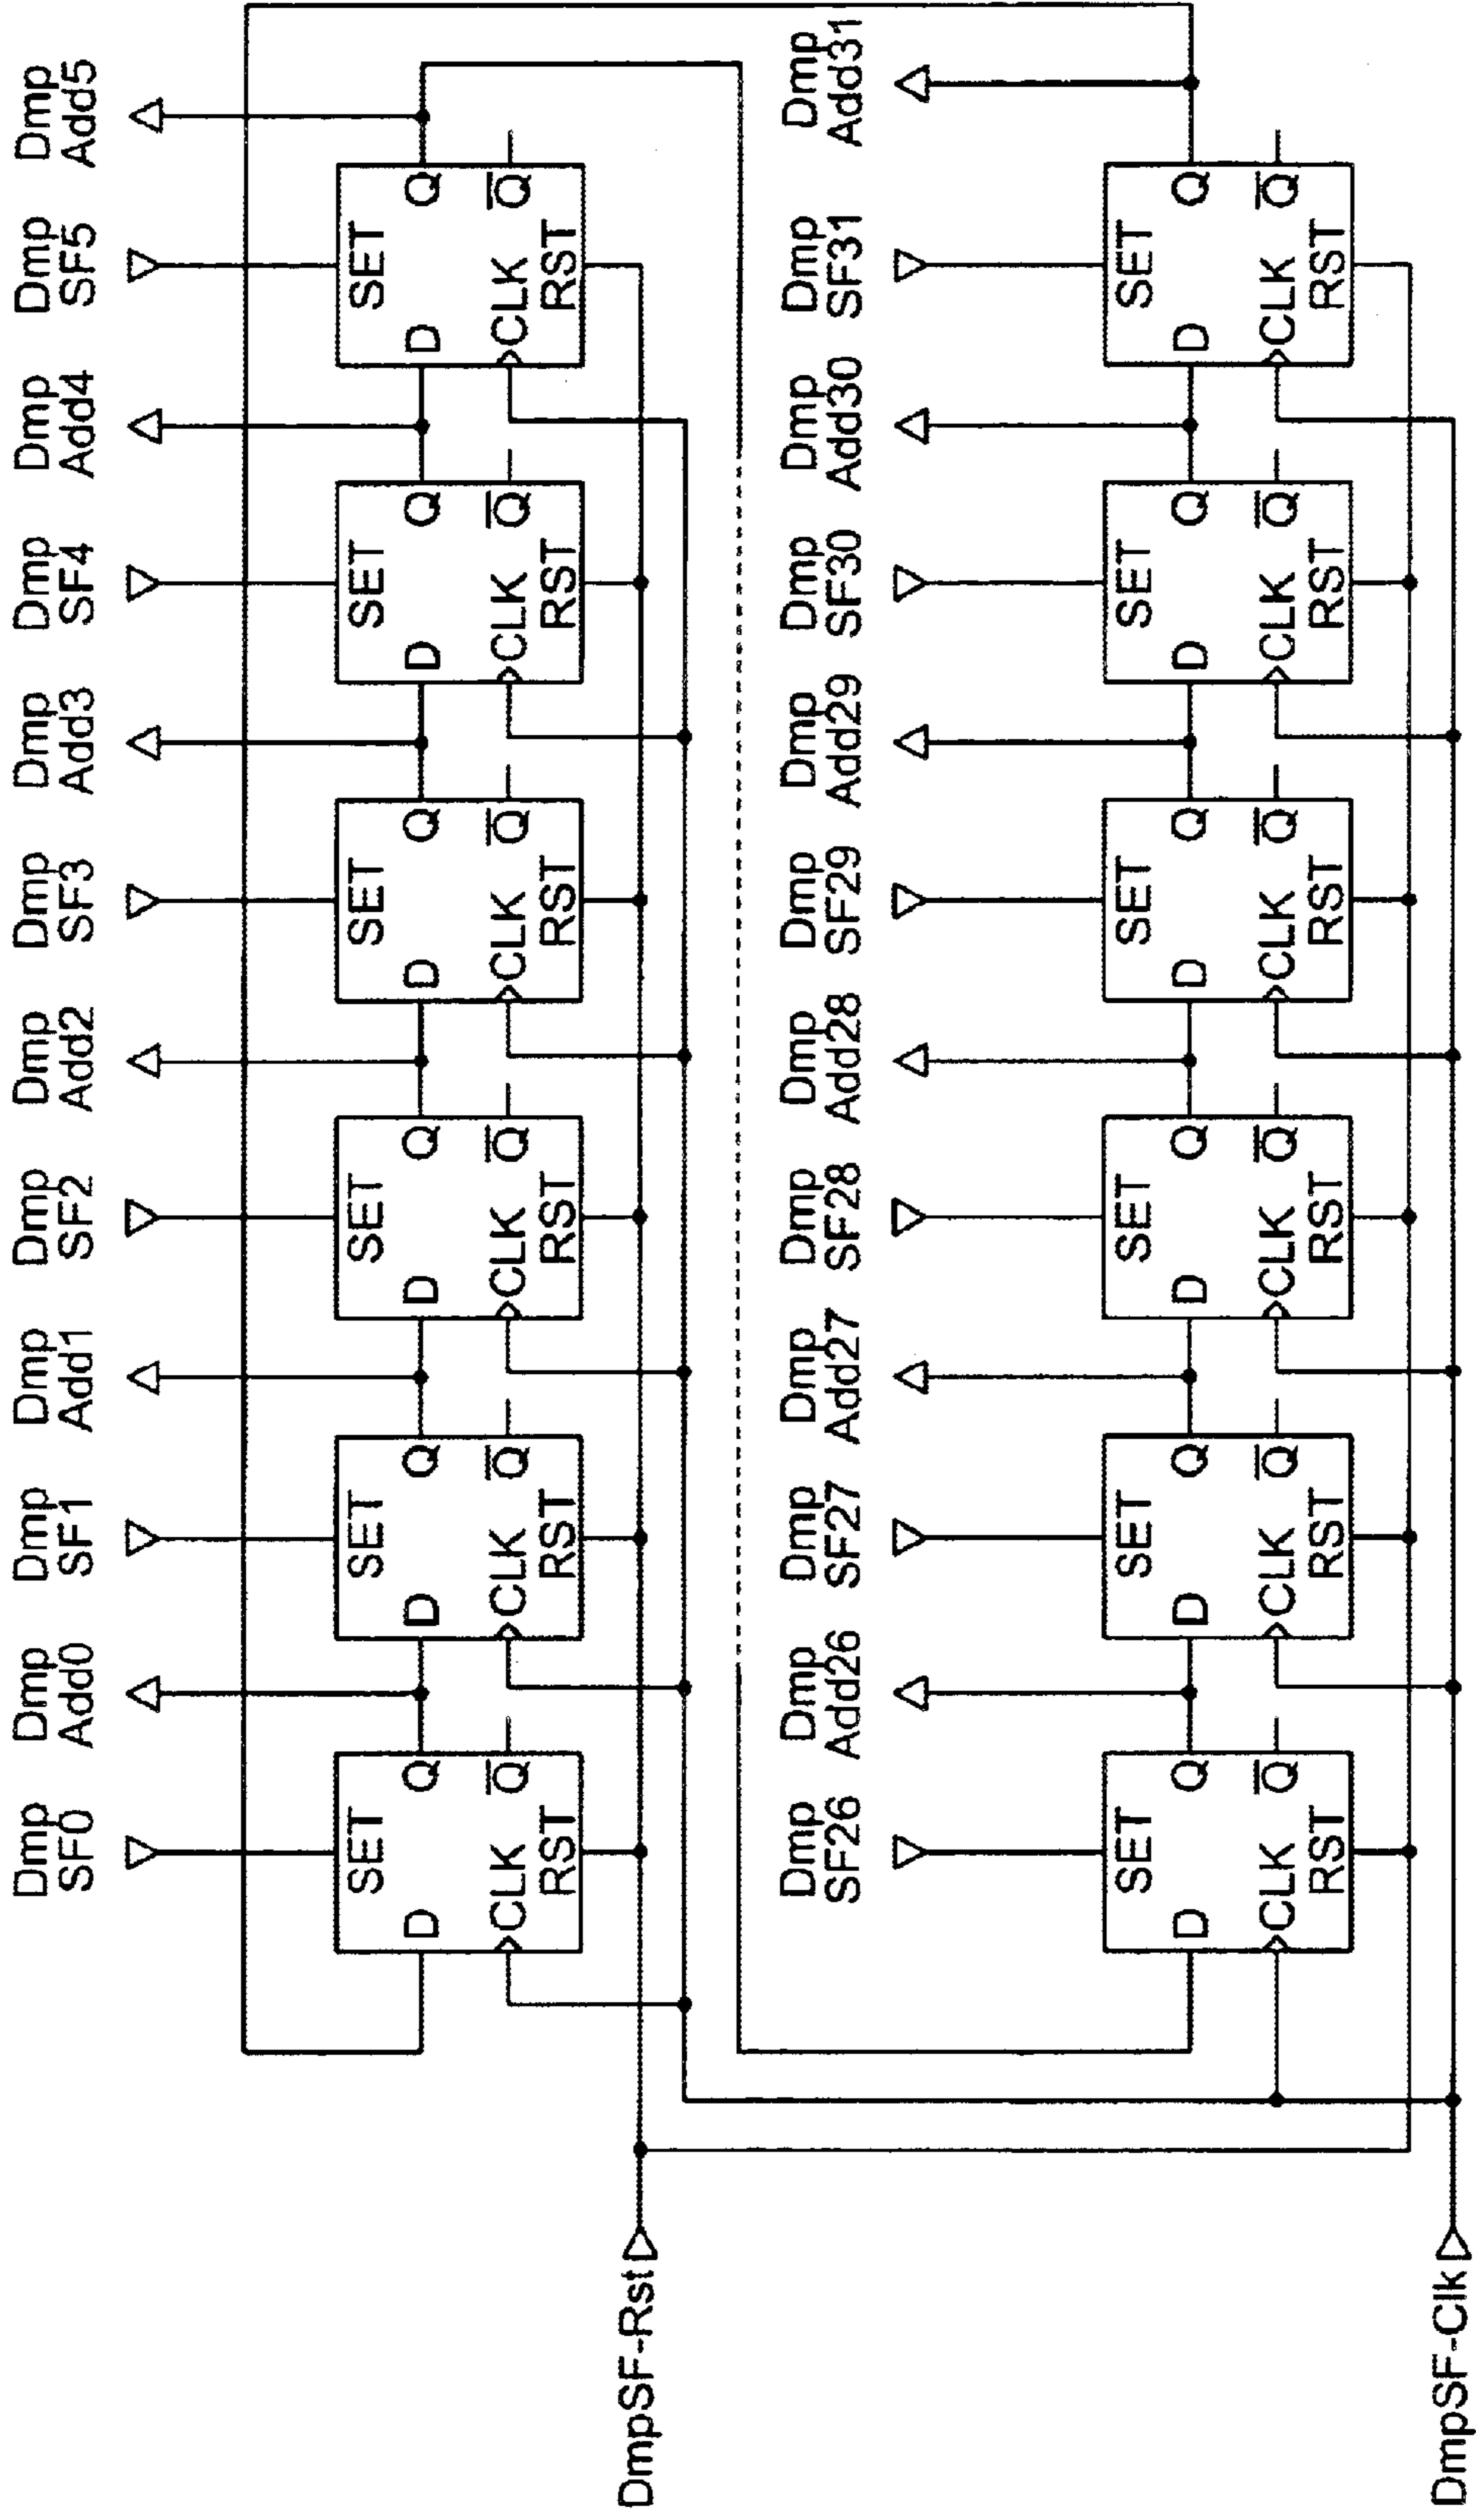 Dmp SF0
Dmp Add0
Dmp SF1
Dmp Add1
Dmp SF2
Dmp Add2
Dmp SF3
Dmp Add3
Dmp SF4
Dmp Add4
Dmp SF5
Dmp Add5
SET
D Q
CLK Q
RST
SET
D Q
CLK Q
RST
SET
D Q
CLK Q
RST
SET
D Q
CLK Q
RST
SET
D Q
CLK Q
RST
SET
D Q
CLK Q
RST
DmpSF-Rst
Dmp SF26
Dmp Add26
Dmp SF27
Dmp Add27
Dmp SF28
Dmp Add28
Dmp SF29
Dmp Add29
Dmp SF30
Dmp Add30
Dmp SF31
Dmp Add31
SET
D Q
CLK Q
RST
SET
D Q
CLK Q
RST
SET
D Q
CLK Q
RST
SET
D Q
CLK Q
RST
SET
D Q
CLK Q
RST
SET
D Q
CLK Q
RST
DmpSF-Clk